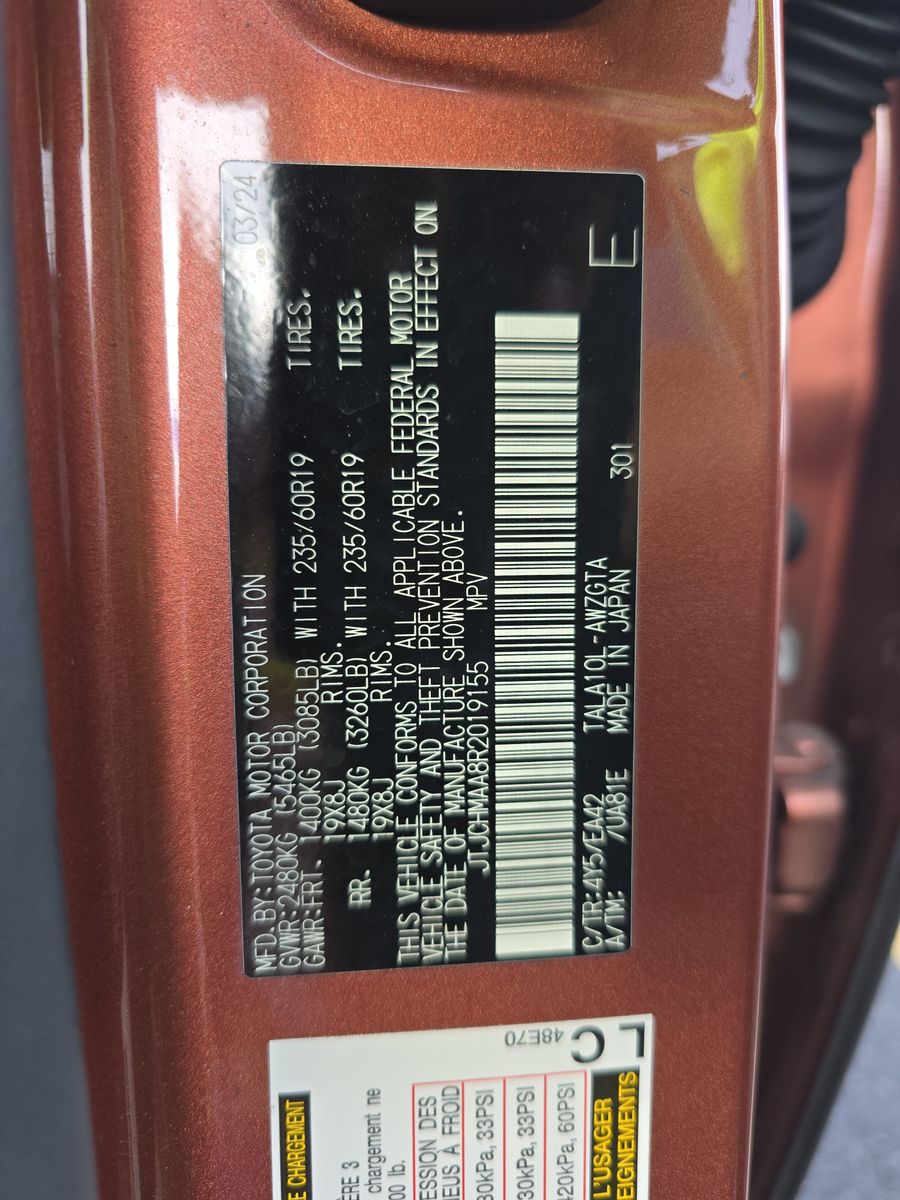 MFD. BY: TOYOTA MOTOR CORPORATION 03/24
GVWR: 2480KG (5465LB)
GAWR: FRT. 1400KG (3085LB) WITH 235/60R19 TIRES.
19X8J RIMS.
RR. 1480KG (3260LB) WITH 235/60R19 TIRES.
19X8J RIMS.
THIS VEHICLE CONFORMS TO ALL APPLICABLE FEDERAL MOTOR
VEHICLE SAFETY AND THEFT PREVENTION STANDARDS IN EFFECT ON
THE DATE OF MANUFACTURE SHOWN ABOVE.
JTJCHMAA8R2019155 MPV
C/TR: 4Y5/EA42 TALA10L-AWZGTA 301 E
A/TM: /UA81E MADE IN JAPAN
LC
48E70
E CHARGEMENT
ÈRE 3
chargement ne
00 lb.
ESSION DES
IEUS À FROID
30kPa, 33PSI
30kPa, 33PSI
420kPa, 60PSI
L'USAGER
EIGNEMENTS